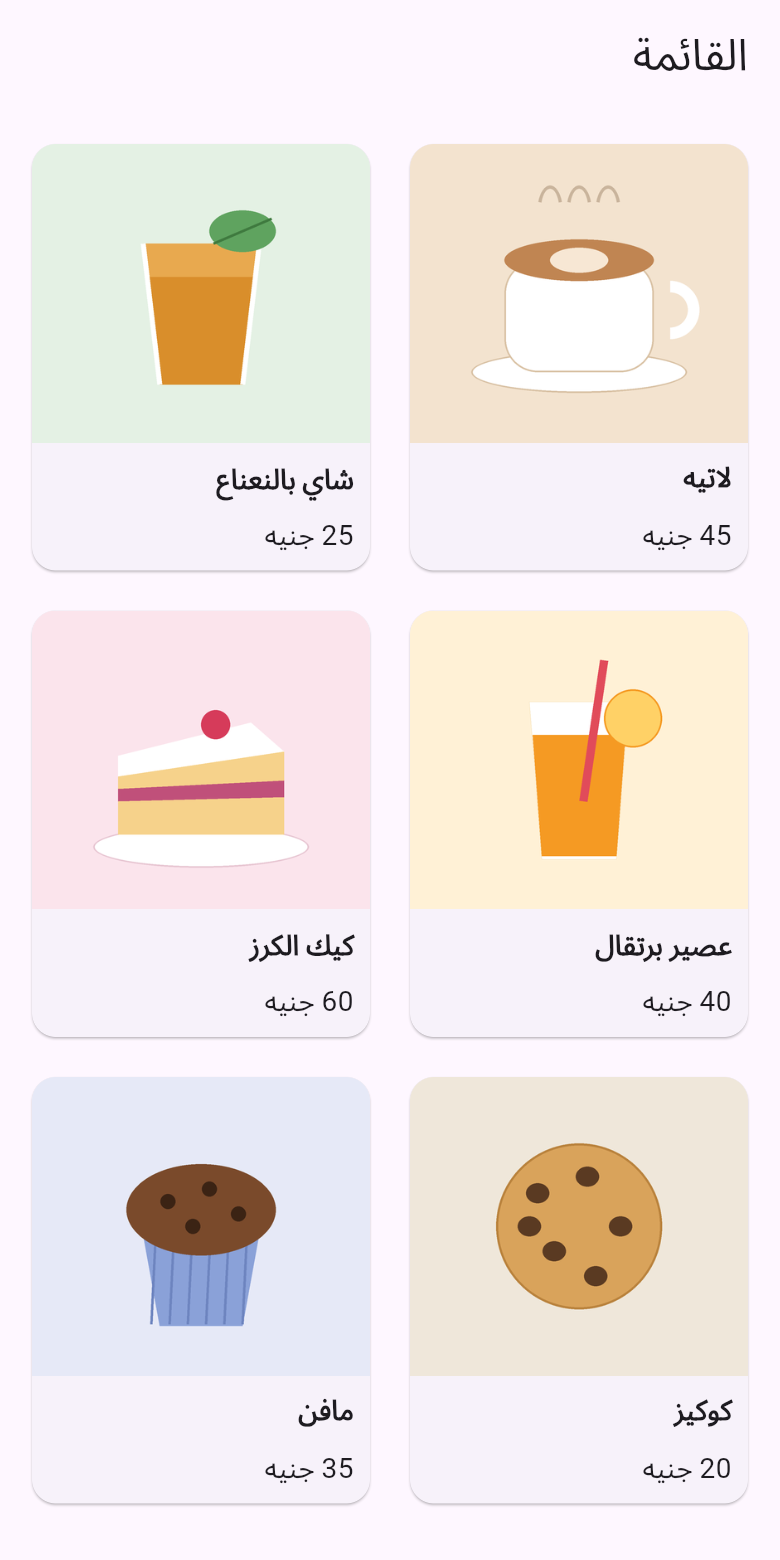 القائمة
لاتيه
45 جنيه
شاي بالنعناع
25 جنيه
عصير برتقال
40 جنيه
كيك الكرز
60 جنيه
كوكيز
20 جنيه
مافن
35 جنيه